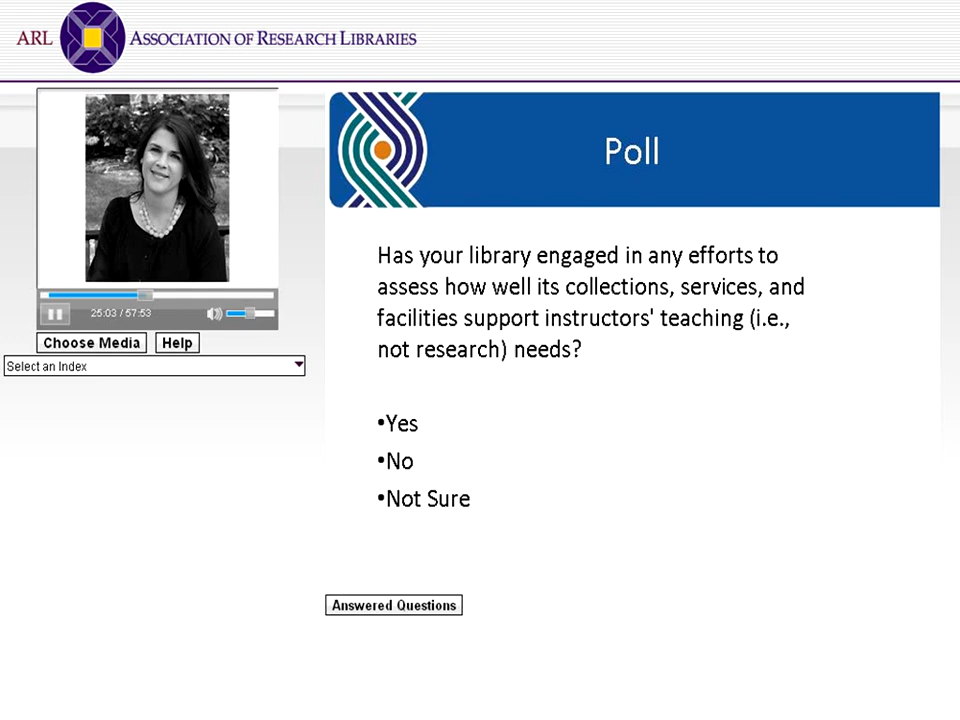 ARL ASSOCIATION OF RESEARCH LIBRARIES
25:03 / 57:53
Choose Media Help
Select an Index
Poll
Has your library engaged in any efforts to
assess how well its collections, services, and
facilities support instructors' teaching (i.e.,
not research) needs?
•Yes
•No
•Not Sure
Answered Questions